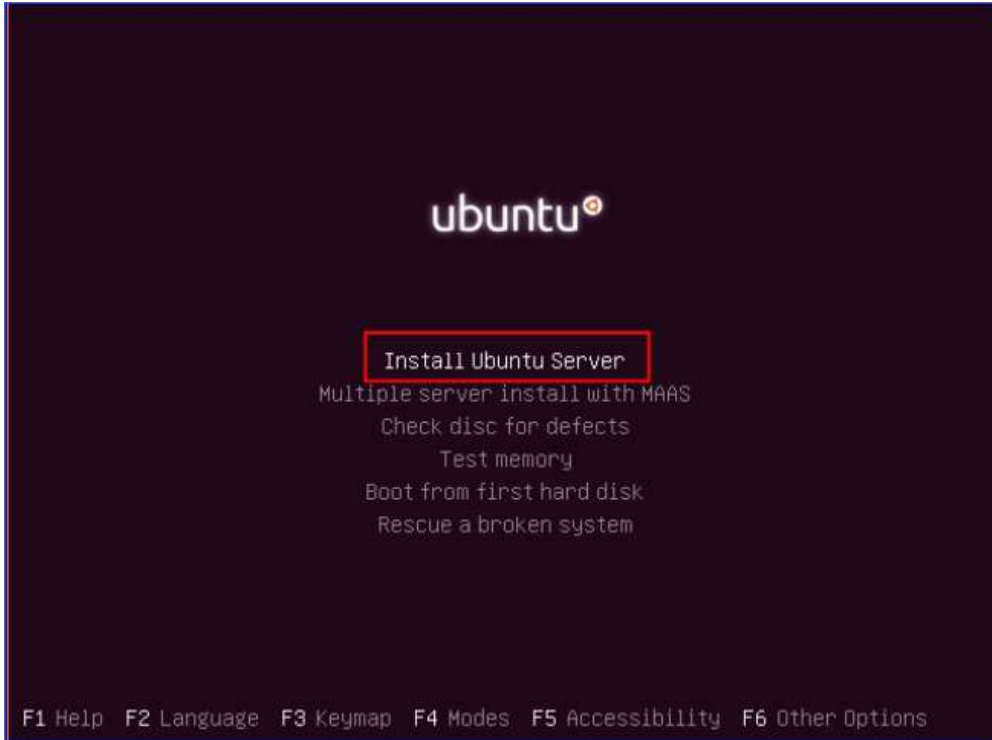 ubuntu
Install Ubuntu Server
Multiple server install with MAAS
Check disc for defects
Test memory
Boot from first hard disk
Rescue a broken system
F1 Help F2 Language F3 Keymap F4 Modes F5 Accessibility F6 Other Options